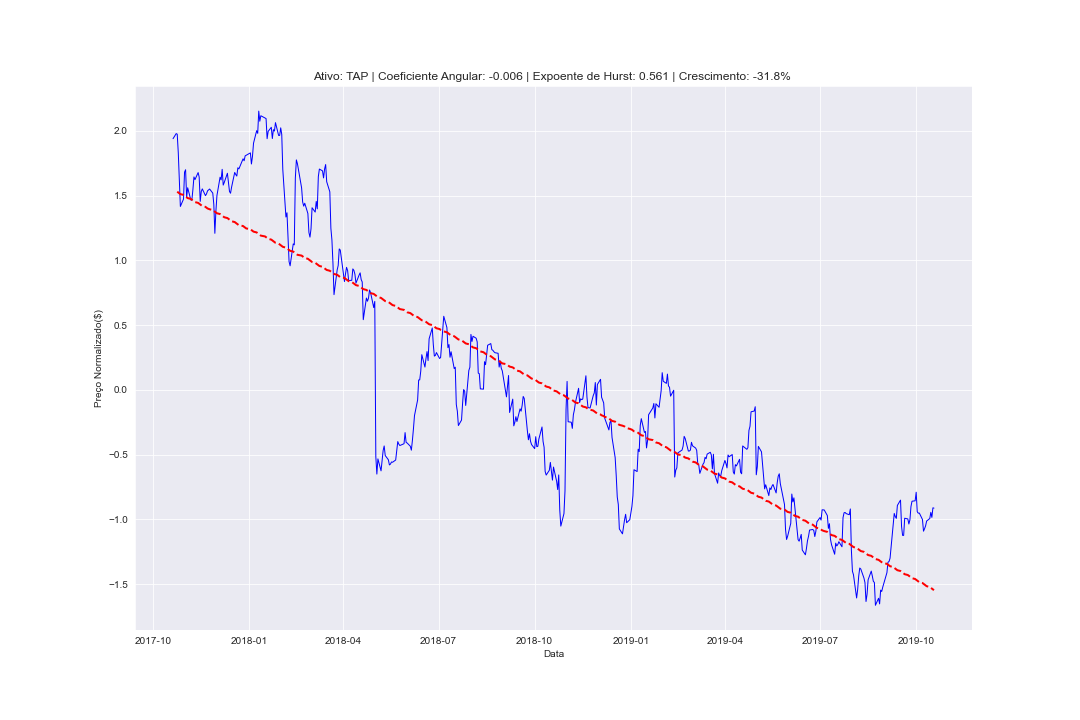 Ativo: TAP | Coeficiente Angular: -0.006 | Expoente de Hurst: 0.561 | Crescimento: -31.8%
Preço Normalizado($)
2.0
1.5
1.0
0.5
0.0
−0.5
−1.0
−1.5
2017-10 2018-01 2018-04 2018-07 2018-10 2019-01 2019-04 2019-07 2019-10
Data